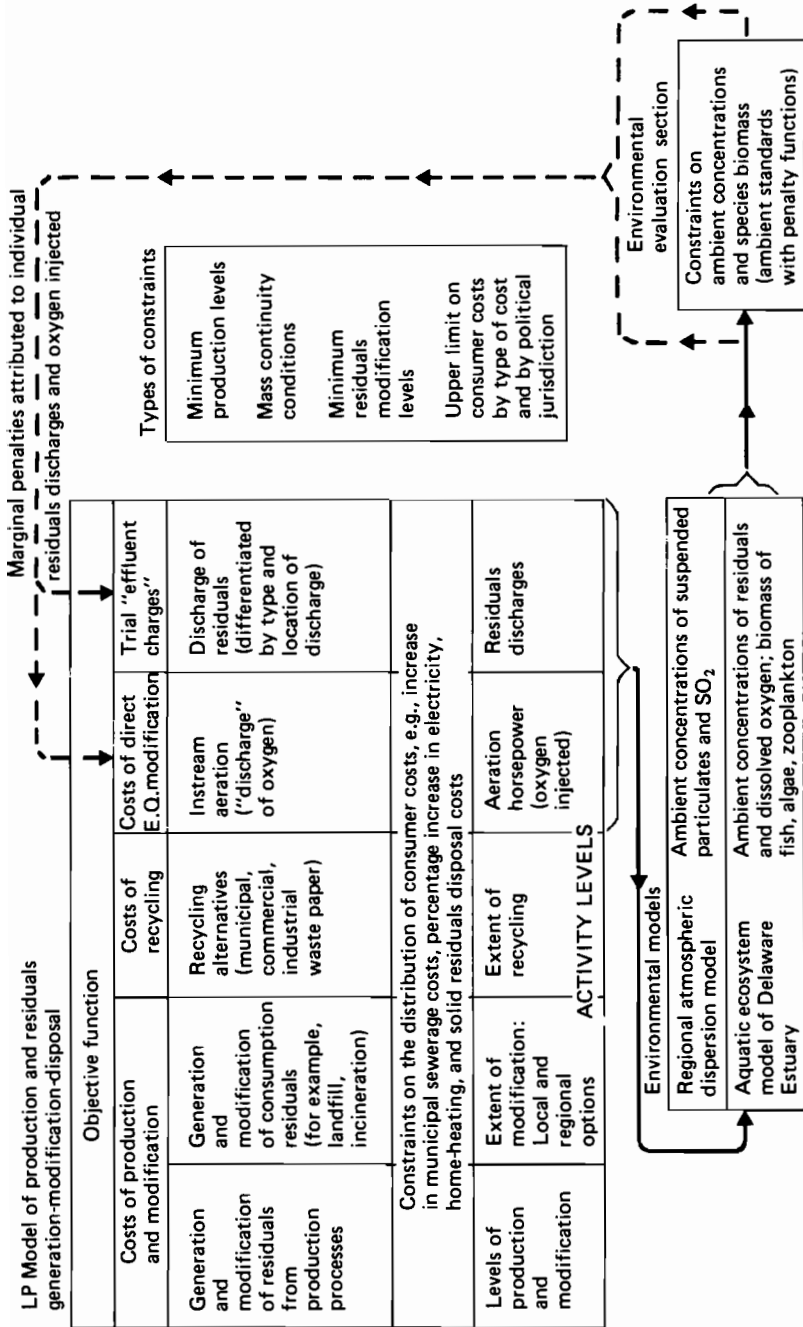 LP Model of production and residuals
generation-modification-disposal
Marginal penalties attributed to individual
residuals discharges and oxygen injected
Objective function
Costs of production
and modification
Costs of
recycling
Costs of direct
E.Q.modification
Trial "effluent
charges"
Generation
and
modification
of residuals
from
production
processes
Generation
and
modification
of consumption
residuals
(for example,
landfill,
incineration)
Recycling
alternatives
(municipal,
commercial,
industrial
waste paper)
Instream
aeration
("discharge"
of oxygen)
Discharge of
residuals
(differentiated
by type and
location of
discharge)
Constraints on the distribution of consumer costs, e.g., increase
in municipal sewerage costs, percentage increase in electricity,
home-heating, and solid residuals disposal costs
Levels of
production
and
modification
Extent of
modification:
Local and
regional
options
Extent of
recycling
Aeration
horsepower
(oxygen
injected)
Residuals
discharges
ACTIVITY LEVELS
Types of constraints
Minimum
production levels
Mass continuity
conditions
Minimum
residuals
modification
levels
Upper limit on
consumer costs
by type of cost
and by political
jurisdiction
Environmental models
Regional atmospheric
dispersion model
Ambient concentrations of suspended
particulates and SO2
Aquatic ecosystem
model of Delaware
Estuary
Ambient concentrations of residuals
and dissolved oxygen; biomass of
fish, algae, zooplankton
Environmental
evaluation section
Constraints on
ambient concentrations
and species biomass
(ambient standards
with penalty functions)